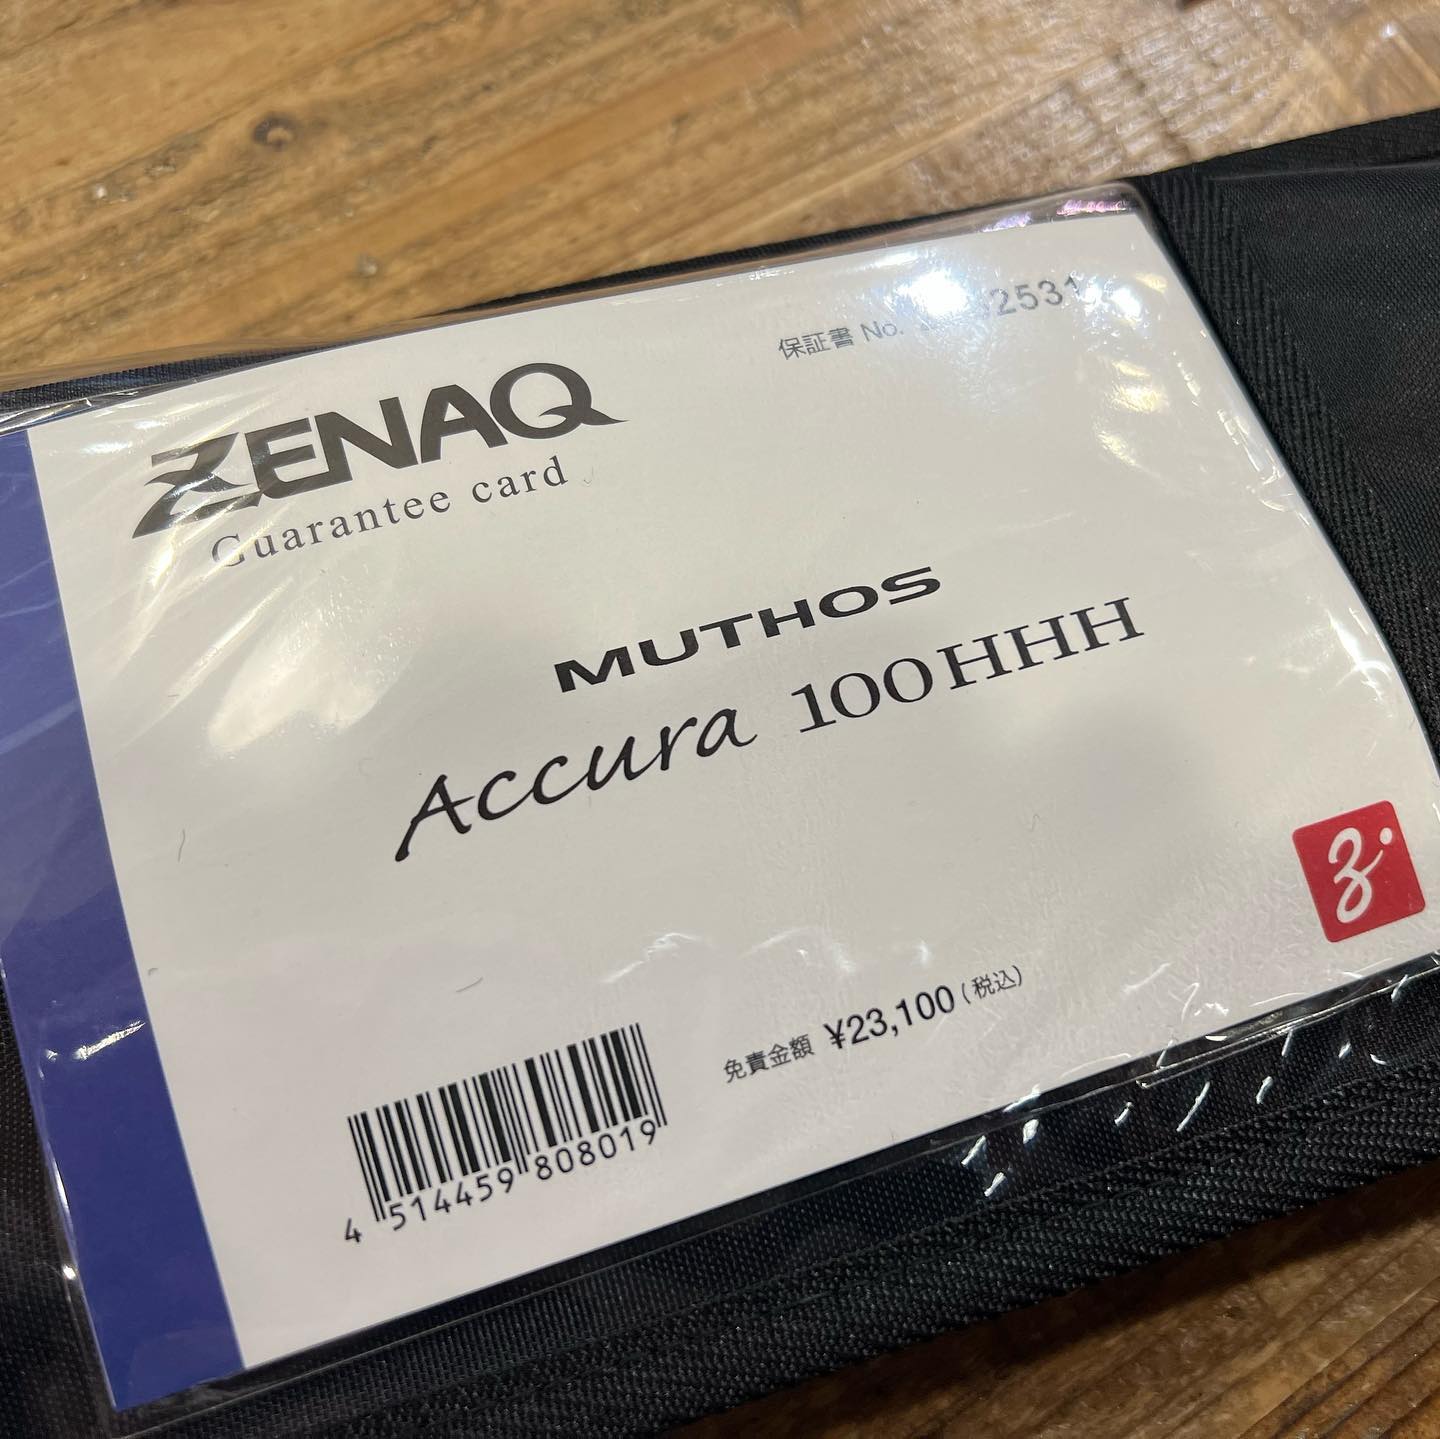 保証書 No.
ZENAQ
Guarantee card
MUTHOS
Accura 100HHH
免責金額 ¥23,100(税込)
4 514459 808019